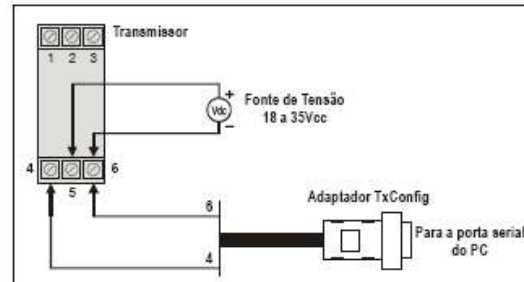 Transmissor
1 2 3
+
Vdc
–
Fonte de Tensão
18 a 35Vcc
4
5
6
6
4
Adaptador TxConfig
Para a porta serial
do PC